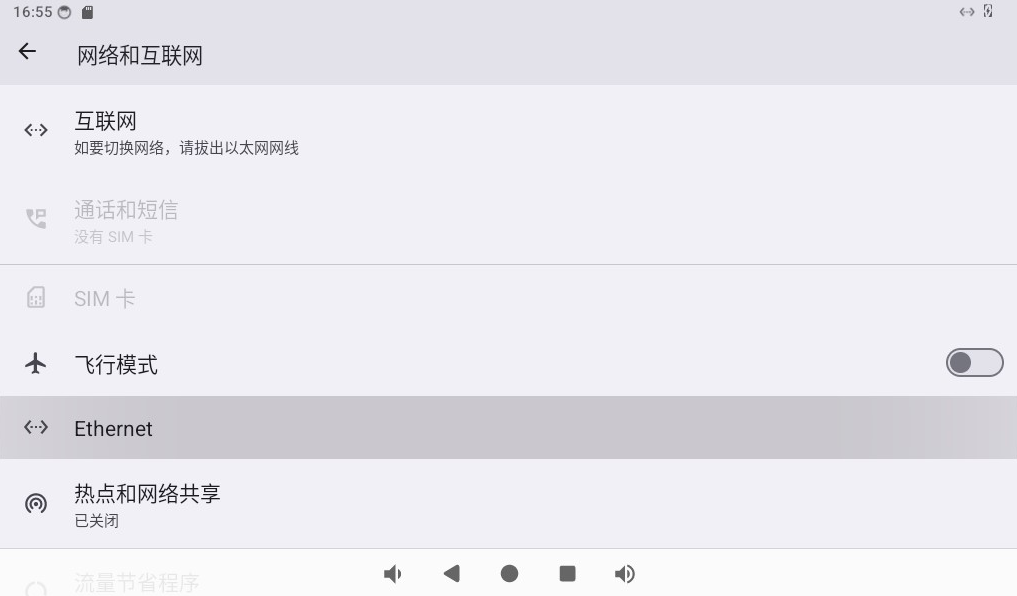 16:55
网络和互联网
互联网
如要切换网络，请拔出以太网网线
通话和短信
没有 SIM 卡
SIM 卡
飞行模式
Ethernet
热点和网络共享
已关闭
流量节省程序